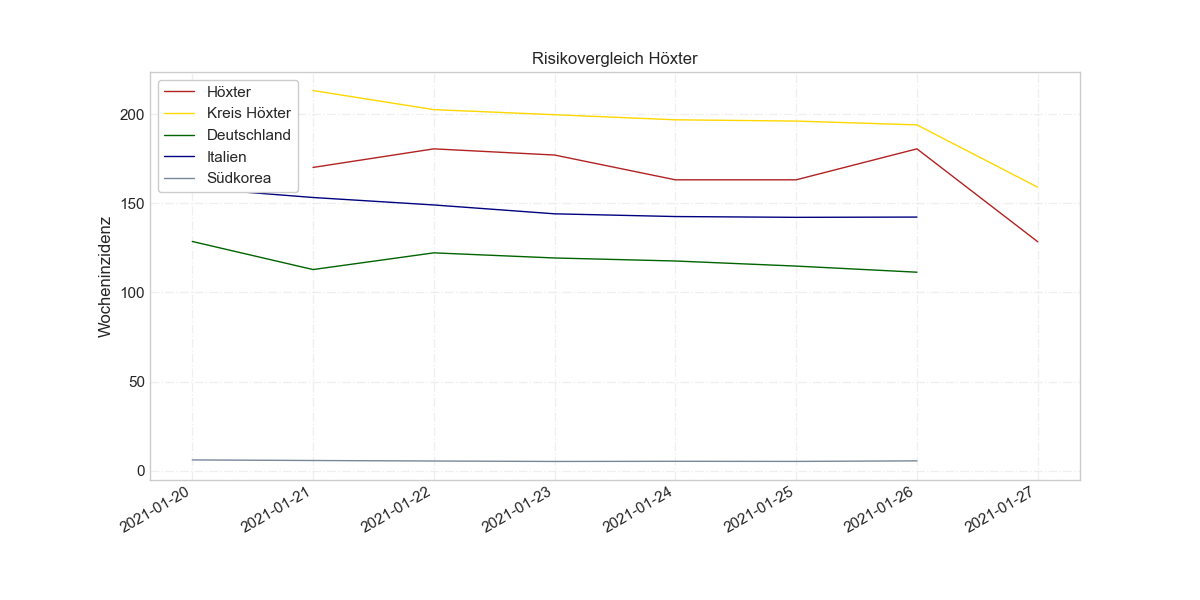 Risikovergleich Höxter
Höxter
Kreis Höxter
Deutschland
Italien
Südkorea
Wocheninzidenz
200
150
100
50
0
2021-01-20
2021-01-21
2021-01-22
2021-01-23
2021-01-24
2021-01-25
2021-01-26
2021-01-27